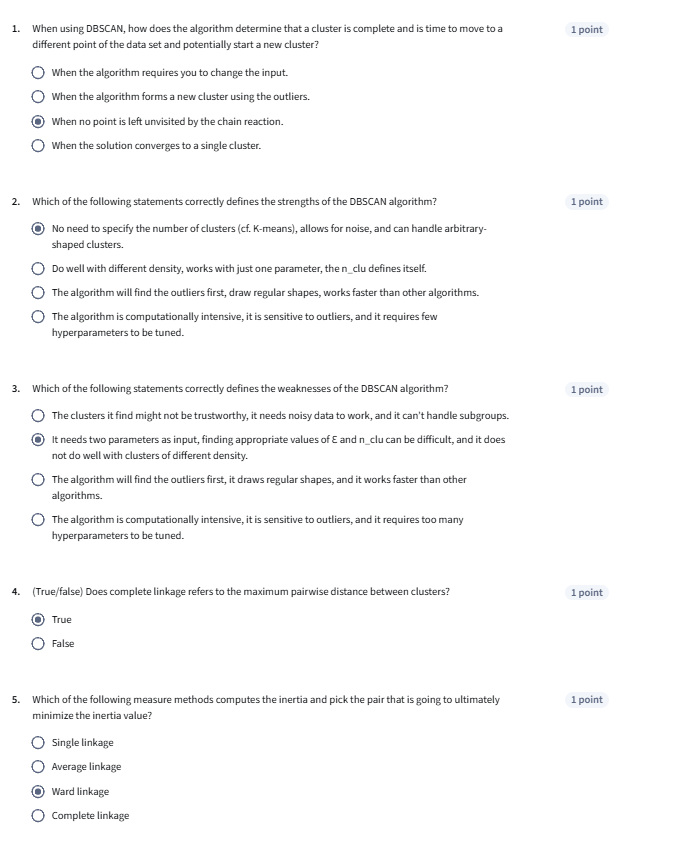 1. When using DBSCAN, how does the algorithm determine that a cluster is complete and is time to move to a 1 point
different point of the data set and potentially start a new cluster?
When the algorithm requires you to change the input.
When the algorithm forms a new cluster using the outliers.
When no point is left unvisited by the chain reaction.
When the solution converges to a single cluster.
2. Which of the following statements correctly defines the strengths of the DBSCAN algorithm? 1 point
No need to specify the number of clusters (cf. K-means), allows for noise, and can handle arbitrary-
shaped clusters.
Do well with different density, works with just one parameter, the n_clu defines itself.
The algorithm will find the outliers first, draw regular shapes, works faster than other algorithms.
The algorithm is computationally intensive, it is sensitive to outliers, and it requires few
hyperparameters to be tuned.
3. Which of the following statements correctly defines the weaknesses of the DBSCAN algorithm? 1 point
The clusters it find might not be trustworthy, it needs noisy data to work, and it can't handle subgroups.
It needs two parameters as input, finding appropriate values of Ɛ and n_clu can be difficult, and it does
not do well with clusters of different density.
The algorithm will find the outliers first, it draws regular shapes, and it works faster than other
algorithms.
The algorithm is computationally intensive, it is sensitive to outliers, and it requires too many
hyperparameters to be tuned.
4. (True/false) Does complete linkage refers to the maximum pairwise distance between clusters? 1 point
True
False
5. Which of the following measure methods computes the inertia and pick the pair that is going to ultimately 1 point
minimize the inertia value?
Single linkage
Average linkage
Ward linkage
Complete linkage